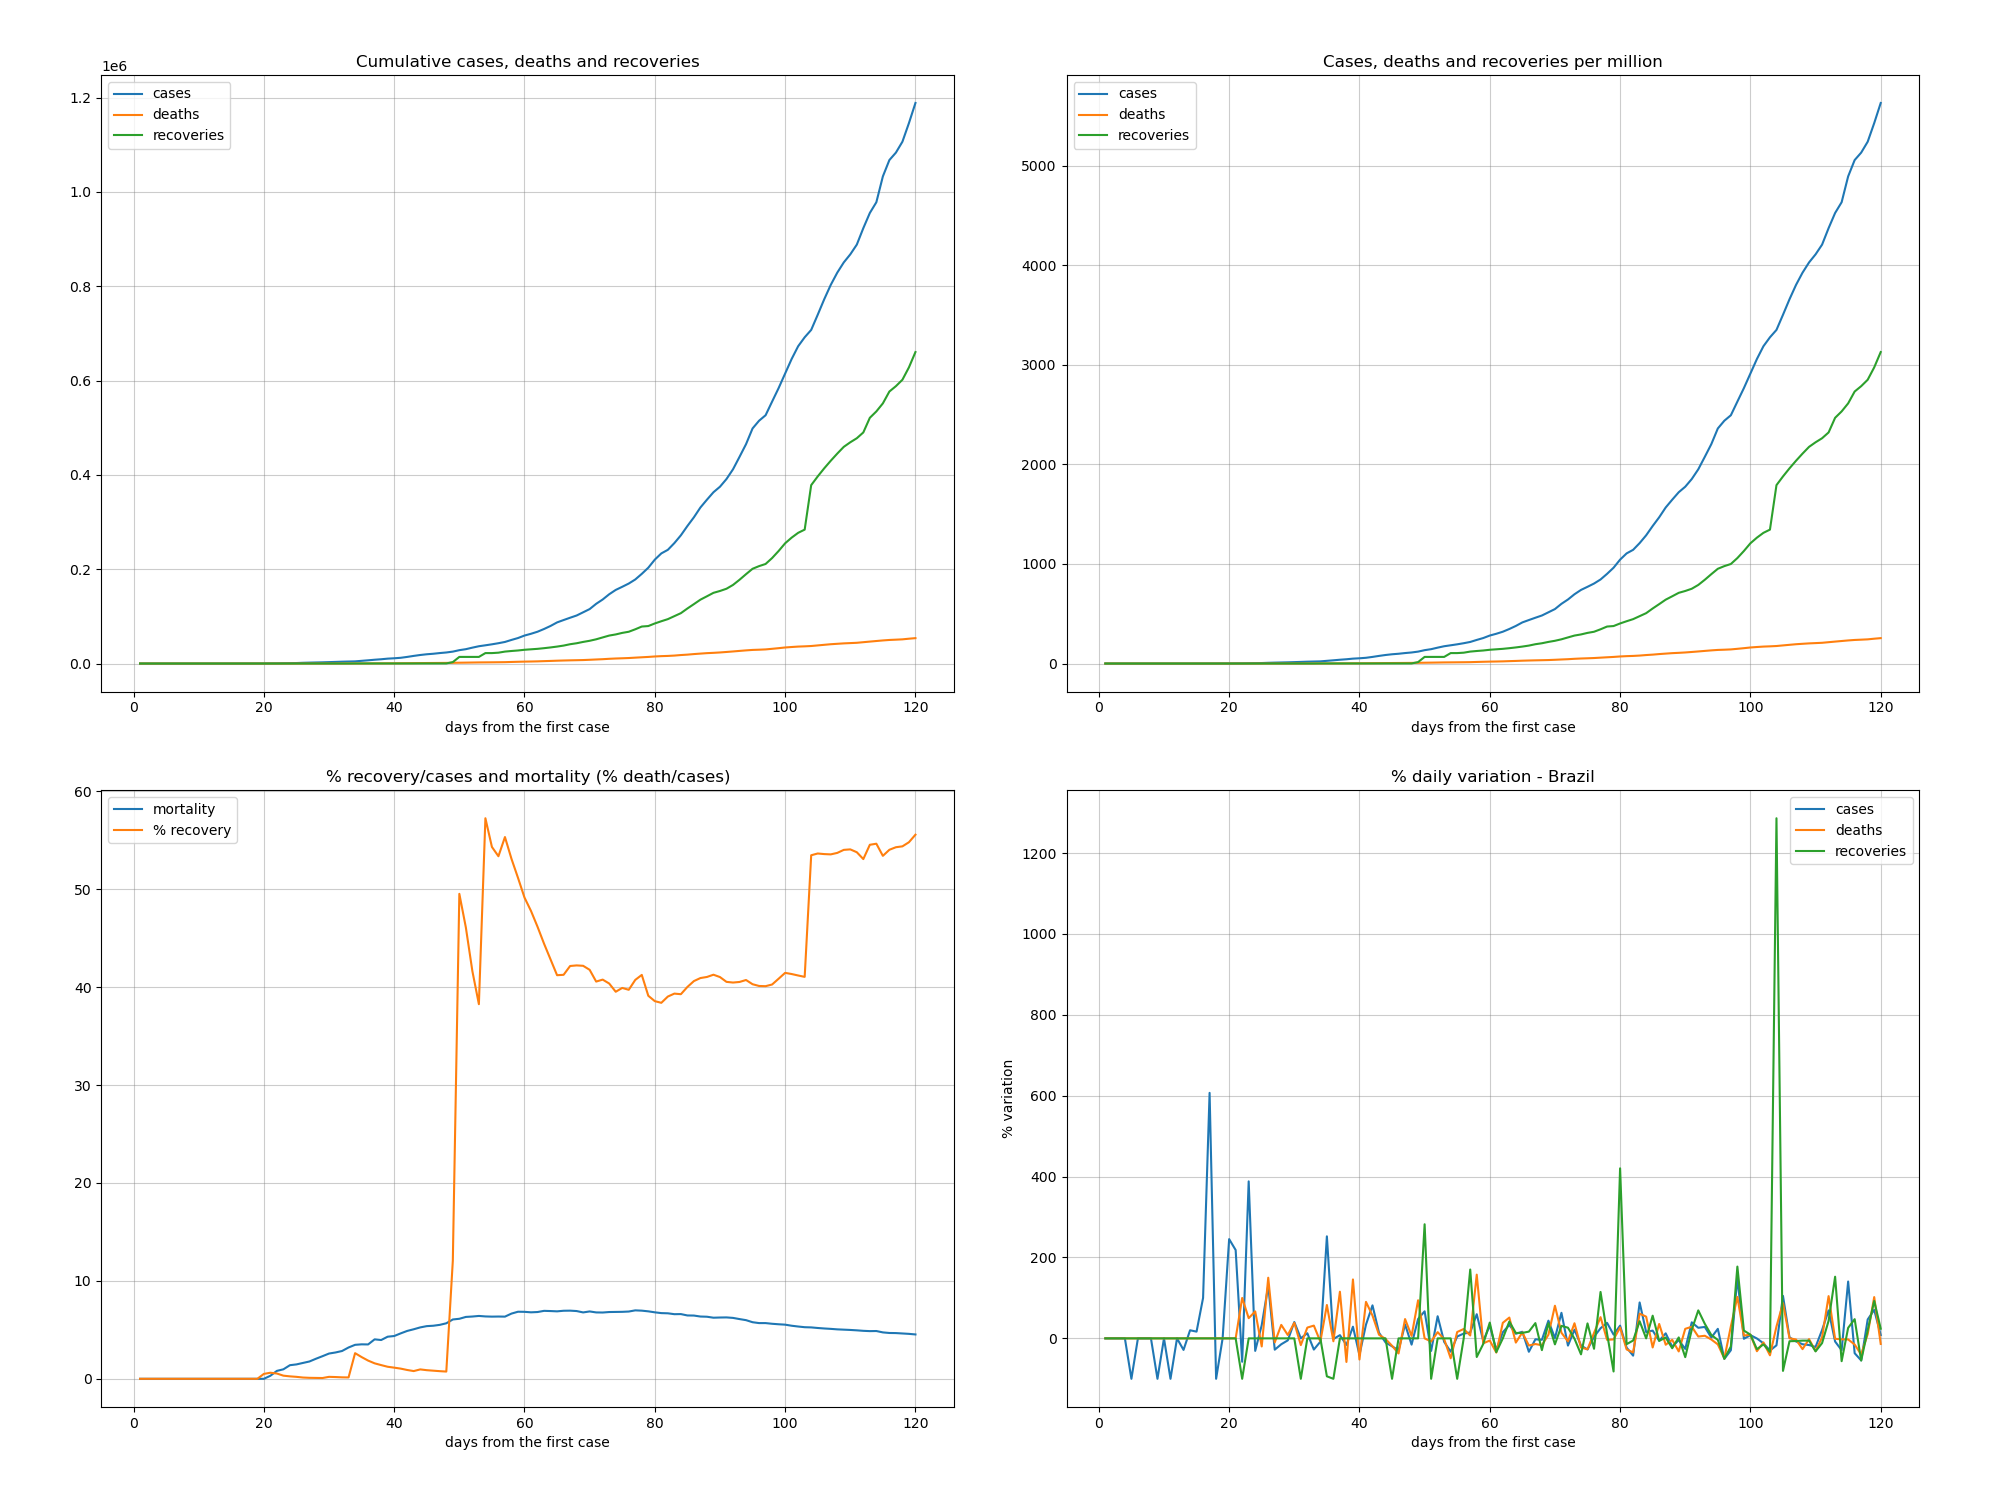 Cumulative cases, deaths and recoveries
1e6
cases
deaths
recoveries
1.2
1.0
0.8
0.6
0.4
0.2
0.0
0 20 40 60 80 100 120
days from the first case
Cases, deaths and recoveries per million
cases
deaths
recoveries
5000
4000
3000
2000
1000
0
0 20 40 60 80 100 120
days from the first case
% recovery/cases and mortality (% death/cases)
mortality
% recovery
60
50
40
30
20
10
0
0 20 40 60 80 100 120
days from the first case
% daily variation - Brazil
cases
deaths
recoveries
% variation
1200
1000
800
600
400
200
0
0 20 40 60 80 100 120
days from the first case